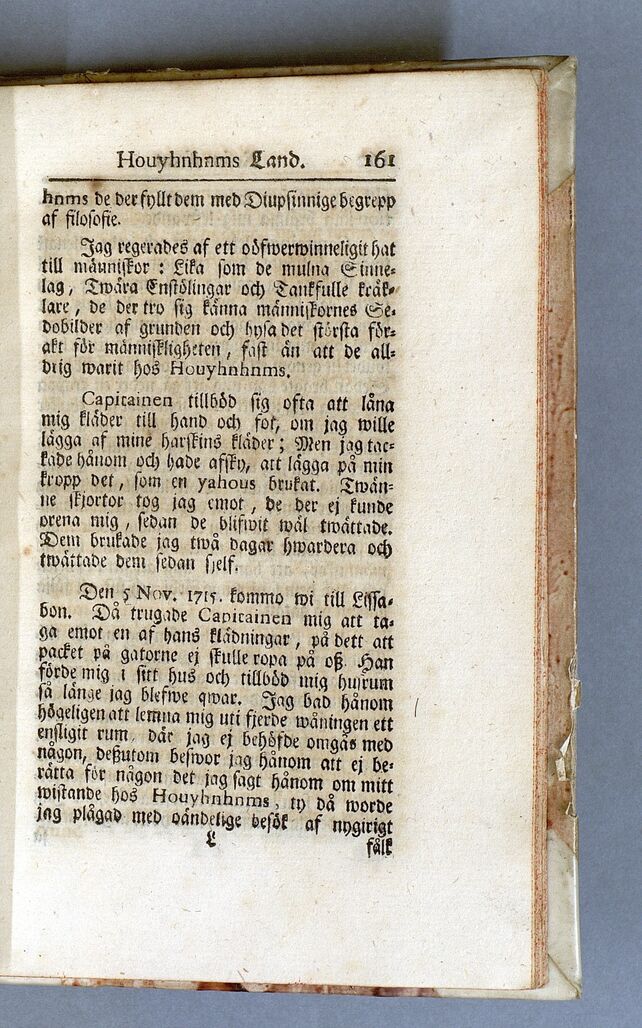 Houyhnhnms Land. 161
hnms de der fyllt dem med Diupsinnige begrepp
af filosofie.
Jag regerades af ett oöfwerwinneligit hat
till människor : Lika som de mulna Sinne-
lag, Twära Enstölingar och Tankfulle kräk-
lare, de der tro sig känna människornes Se-
dobilder af grunden och hysa det största för-
akt för människligheten, fast än att de all-
drig warit hos Houyhnhnms.
Capitainen tillböd sig ofta att låna
mig kläder till hand och fot, om jag wille
lägga af mine harskins kläder; Men jag tac-
kade hånom och hade afsky, att lägga på min
kropp det, som en yahous brukat. Twän-
ne skjortor tog jag emot, de der ej kunde
orena mig, sedan de blifwit wäl twättade.
Dem brukade jag twå dagar hwardera och
twättade dem sedan sjelf.
Den 5 Nov. 1715. kommo wi till Lissa-
bon. Då trugade Capitainen mig att ta-
ga emot en af hans klädningar, på dett att
packet på gatorne ej skulle ropa på oß. Han
förde mig i sitt hus och tillböd mig husrum
så länge jag blefwe qwar. Jag bad hånom
högeligen att lemna mig uti fjerde wåningen ett
ensligit rum, där jag ej behöfde omgås med
någon, deßutom beswor jag hånom att ej be-
rätta för någon det jag sagt hånom om mitt
wistande hos Houyhnhnms, ty då worde
jag plågad med oändelige besök af nygirigt
L fålk